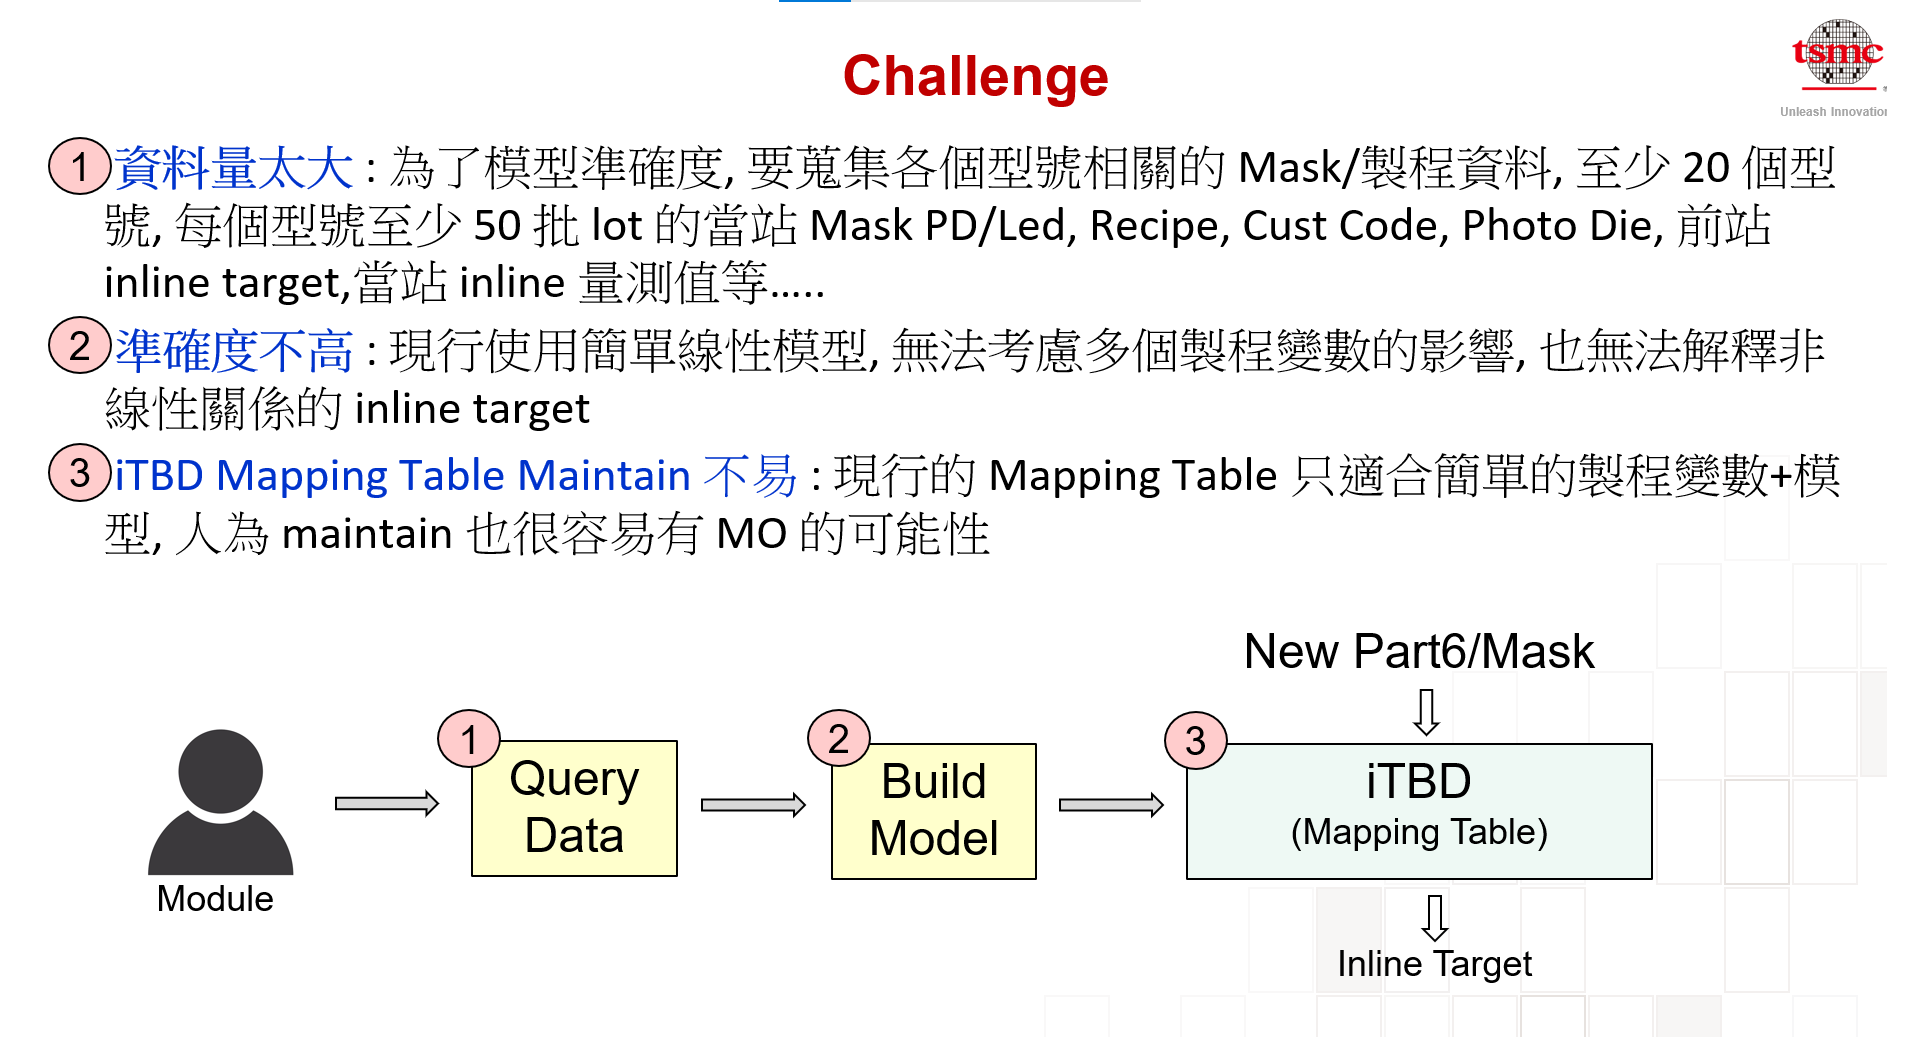 Challenge
tsmc
Unleash Innovation
1 資料量太大 : 為了模型準確度, 要蒐集各個型號相關的 Mask/製程資料, 至少 20 個型
號, 每個型號至少 50 批 lot 的當站 Mask PD/Led, Recipe, Cust Code, Photo Die, 前站
inline target,當站 inline 量測值等…..
2 準確度不高 : 現行使用簡單線性模型, 無法考慮多個製程變數的影響, 也無法解釋非
線性關係的 inline target
3 iTBD Mapping Table Maintain 不易 : 現行的 Mapping Table 只適合簡單的製程變數+模
型, 人為 maintain 也很容易有 MO 的可能性
New Part6/Mask
1
Query
Data
2
Build
Model
3
iTBD
(Mapping Table)
Module
Inline Target